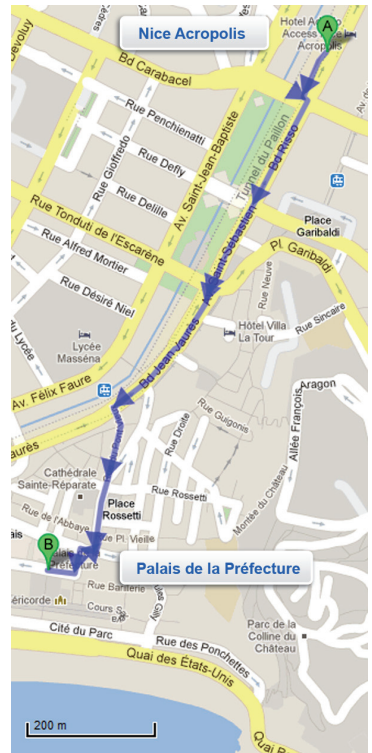 Nice Acropolis
A
Hotel
Access
Acropolis
Bd Carabacel
Rue Penchienatti
Rue Gioffredo
Av. Saint-Jean-Baptiste
Tunnel du Paillon
Bd Risso
Rue Defly
Rue Delille
Rue Tonduti de l'Escarène
Saint-Sébastien
Place
Garibaldi
Pl. Garibaldi
Rue Alfred Mortier
Rue Neuve
Rue Désiré Niel
Rue Sincaire
Hôtel Villa
La Tour
Lycée
Masséna
Bd Jean Jaurès
Av. Félix Faure
Aragon
Allée François
Rue Guigonis
Rue Droite
Montée du Château
Cathédrale
Sainte-Réparate
Rue Rossetti
Place
Rossetti
Rue de l'Abbaye
Rue Pl. Vieille
B
Palais de la Préfecture
Préfecture
Cours S
Cité du Parc
Rue des Ponchettes
Parc de la
Colline du
Château
Quai des États-Unis
200 m